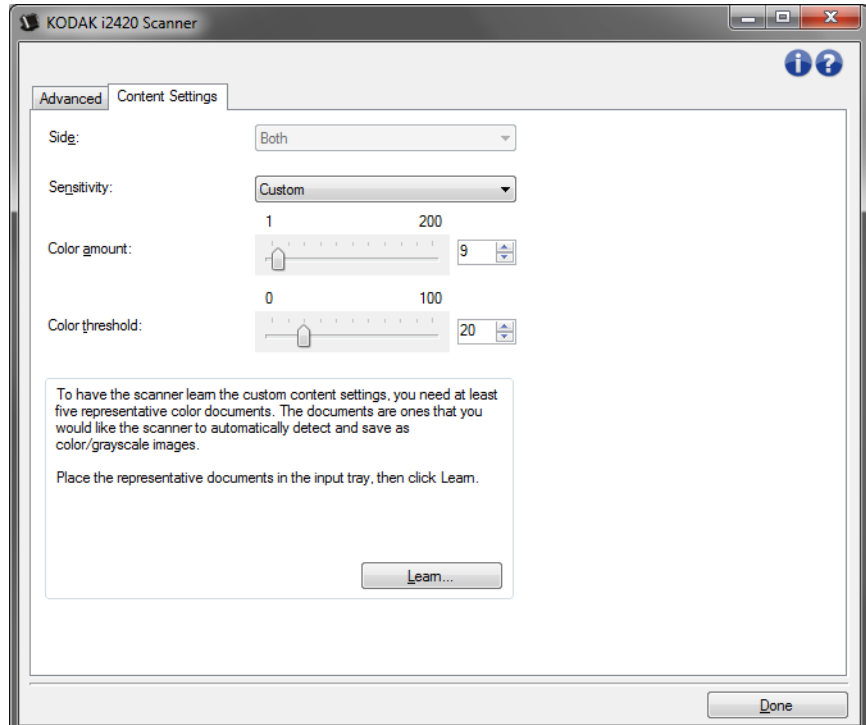 KODAK i2420 Scanner
Advanced
Content Settings
Side:
Both
Sensitivity:
Custom
1 200
Color amount:
9
0 100
Color threshold:
20
To have the scanner learn the custom content settings, you need at least
five representative color documents. The documents are ones that you
would like the scanner to automatically detect and save as
color/grayscale images.
Place the representative documents in the input tray, then click Learn.
Learn...
Done